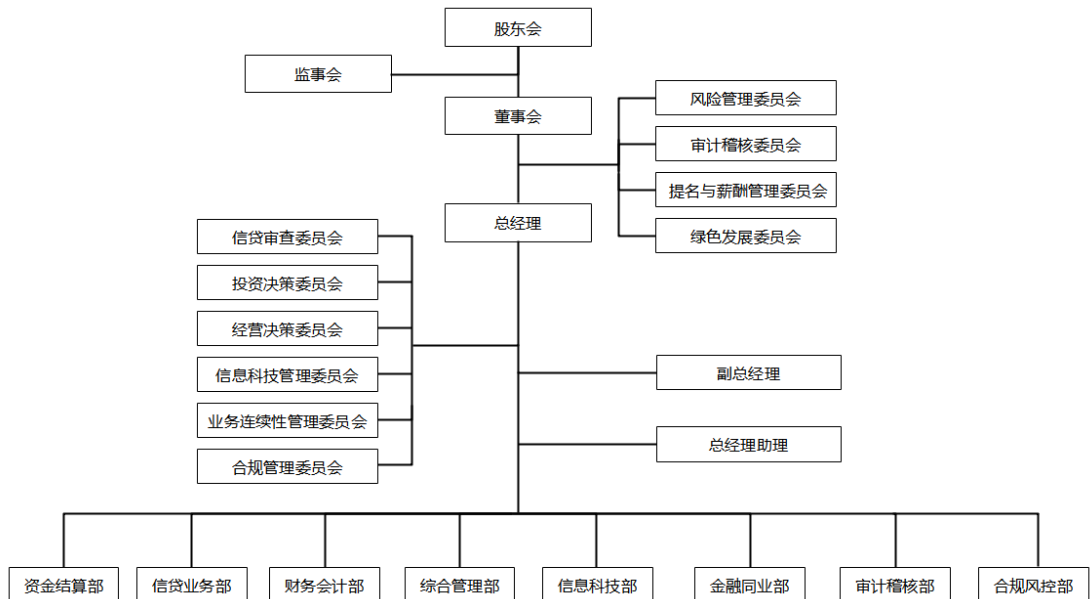 股东会
监事会
董事会
风险管理委员会
审计稽核委员会
提名与薪酬管理委员会
绿色发展委员会
总经理
信贷审查委员会
投资决策委员会
经营决策委员会
信息科技管理委员会
业务连续性管理委员会
合规管理委员会
副总经理
总经理助理
资金结算部
信贷业务部
财务会计部
综合管理部
信息科技部
金融同业部
审计稽核部
合规风控部